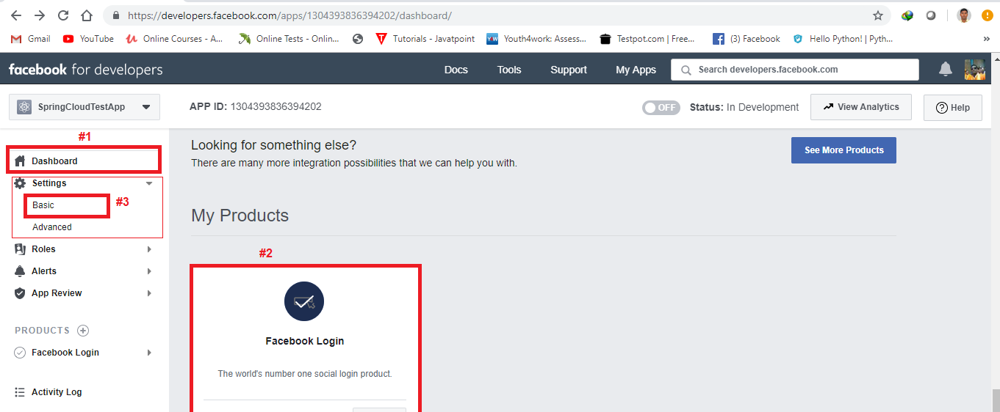 https://developers.facebook.com/apps/1304393836394202/dashboard/
Gmail YouTube Online Courses - A... Online Tests - Onlin... Tutorials - Javatpoint Youth4work: Assess... Testpot.com | Free... (3) Facebook Hello Python! | Pyth... »
facebook for developers Docs Tools Support My Apps Search developers.facebook.com
SpringCloudTestApp APP ID: 1304393836394202 OFF Status: In Development View Analytics Help
#1
Looking for something else?
There are many more integration possibilities that we can help you with.
See More Products
Dashboard
Settings
Basic #3
Advanced
Roles
Alerts
App Review
PRODUCTS
Facebook Login
Activity Log
My Products
#2
Facebook Login
The world's number one social login product.